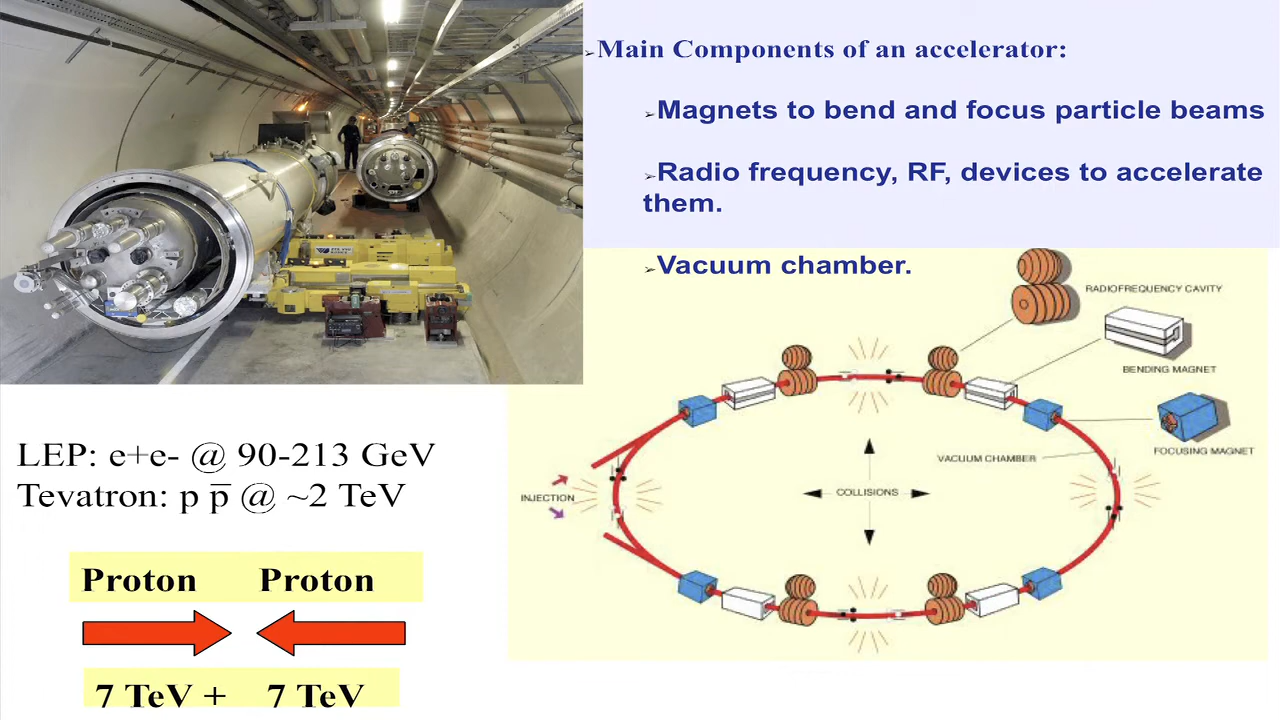 ➢Main Components of an accelerator:
➢Magnets to bend and focus particle beams
➢Radio frequency, RF, devices to accelerate
them.
➢Vacuum chamber.
RADIOFREQUENCY CAVITY
BENDING MAGNET
FOCUSING MAGNET
VACUUM CHAMBER
COLLISIONS
INJECTION
LEP: e+e- @ 90-213 GeV
Tevatron: p p̅ @ ~2 TeV
Proton Proton
7 TeV + 7 TeV